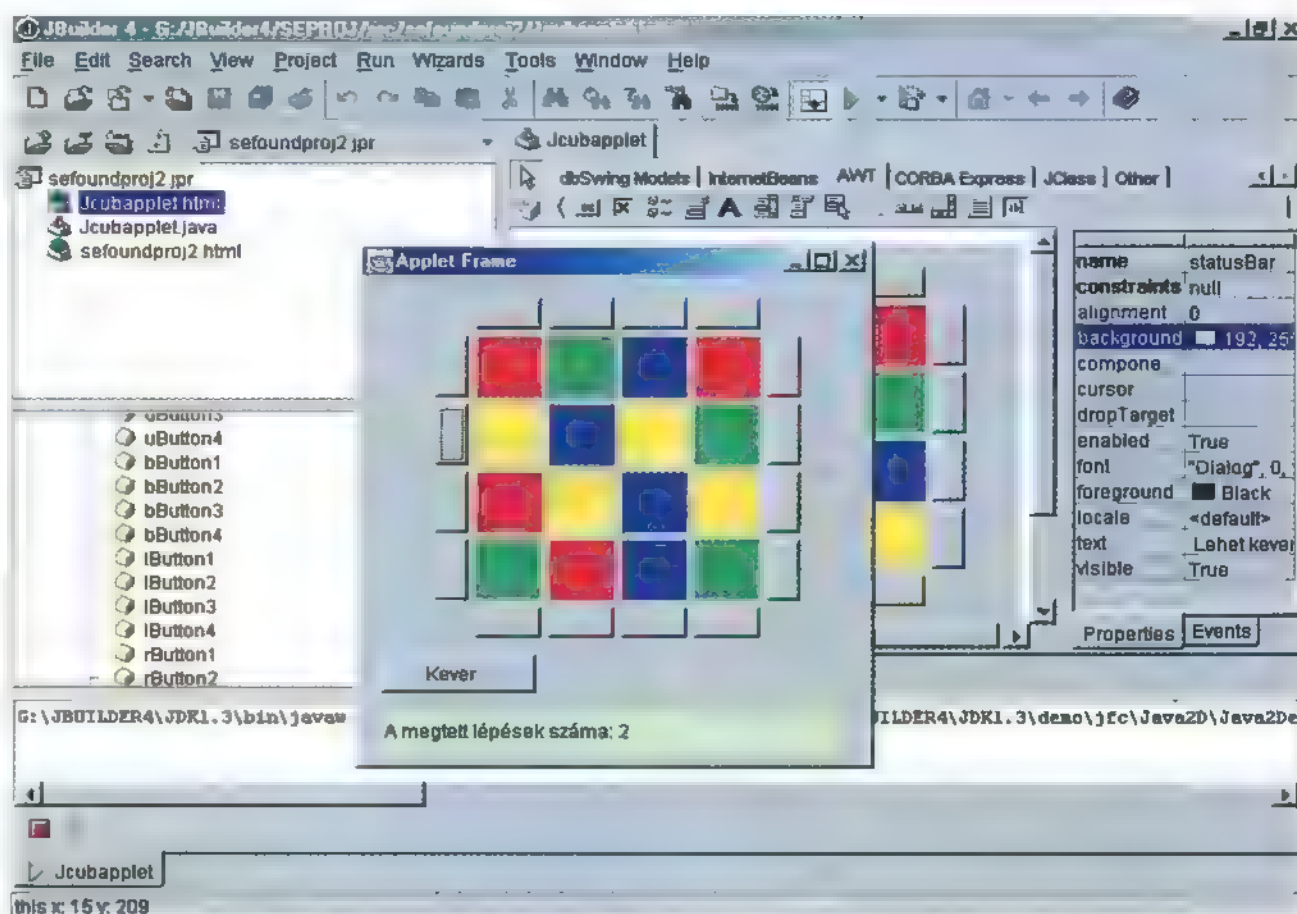 JBuilder 4 - G:/JBuilder4/SEPROJ/
File Edit Search View Project Run Wizards Tools Window Help
sefoundproj2.jpr
Jcubapplet
sefoundproj2.jpr
Jcubapplet.html
Jcubapplet.java
sefoundproj2.html
dbSwing Models InternetBeans AWT CORBA Express JClass Other
Applet Frame
name statusBar
constraints null
alignment 0
background 192, 25
compone
cursor
dropTarget
enabled True
font "Dialog", 0,
foreground Black
locale <default>
text Lehet kever
visible True
Properties Events
uButton3
uButton4
bButton1
bButton2
bButton3
bButton4
lButton1
lButton2
lButton3
lButton4
rButton1
rButton2
Kever
A megtett lépések száma: 2
G:\JBUILDER4\JDK1.3\bin\javaw
ILDER4\JDK1.3\demo\jfc\Java2D\Java2De
Jcubapplet
this x: 15 y: 209